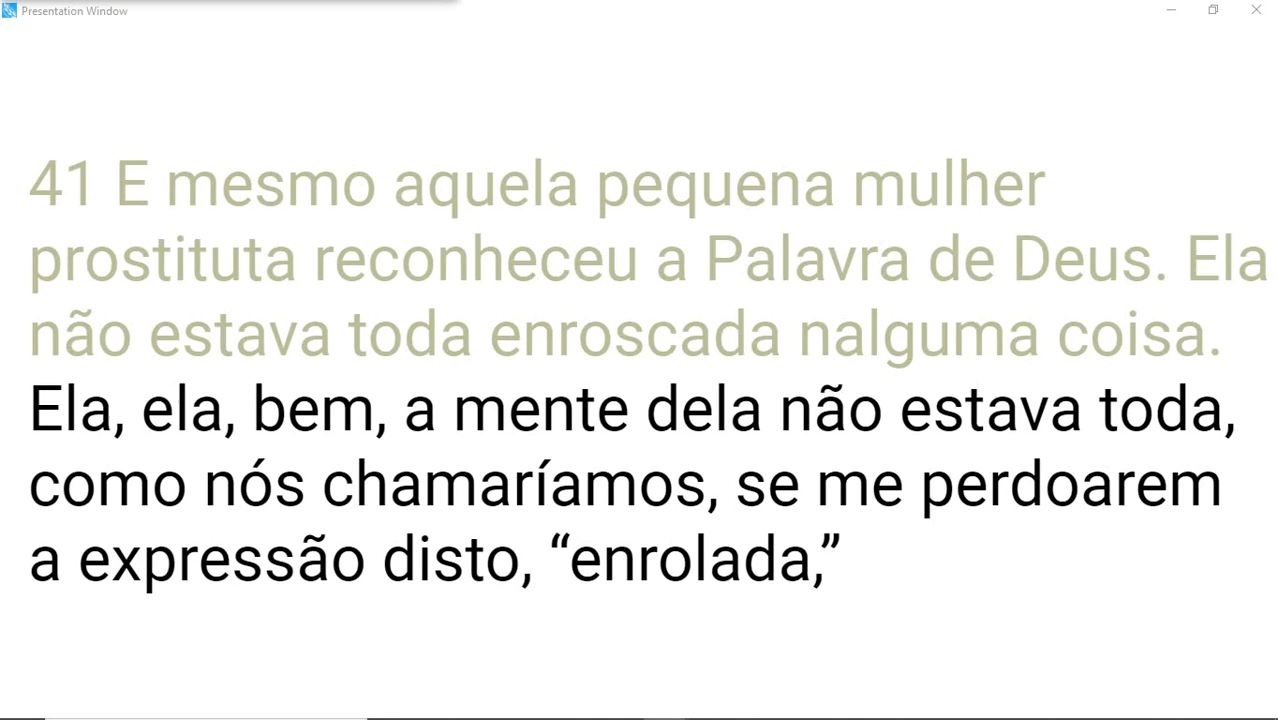 Presentation Window
41 E mesmo aquela pequena mulher
prostituta reconheceu a Palavra de Deus. Ela
não estava toda enroscada nalguma coisa.
Ela, ela, bem, a mente dela não estava toda,
como nós chamaríamos, se me perdoarem
a expressão disto, “enrolada,”